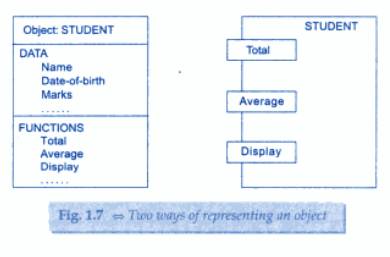 Object: STUDENT
DATA
Name
Date-of-birth
Marks
......
FUNCTIONS
Total
Average
Display
......
STUDENT
Total
Average
Display
Fig. 1.7 ⇔ Two ways of representing an object